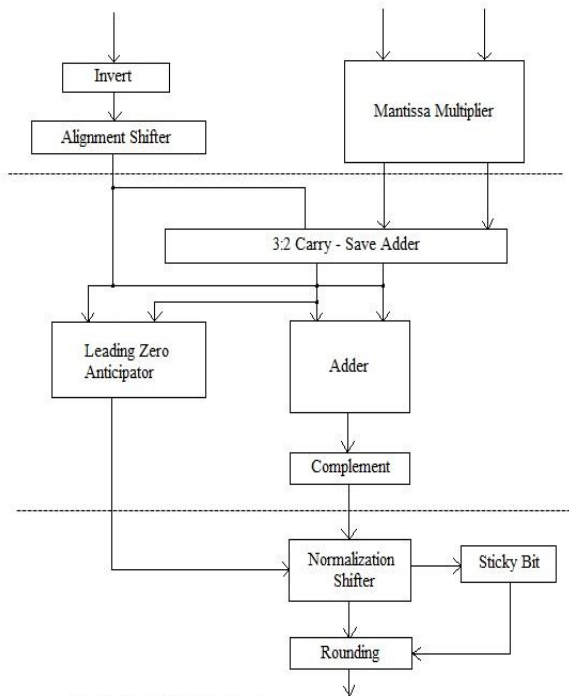 Invert
Mantissa Multiplier
Alignment Shifter
3:2 Carry - Save Adder
Leading Zero
Anticipator
Adder
Complement
Normalization
Shifter
Sticky Bit
Rounding